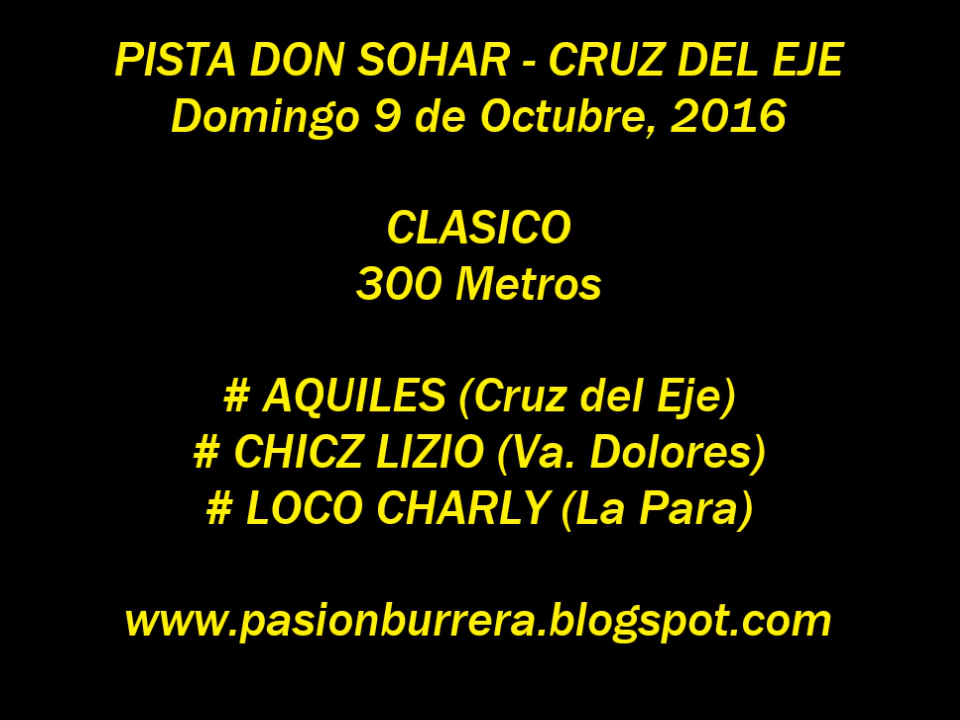 PISTA DON SOHAR - CRUZ DEL EJE
Domingo 9 de Octubre, 2016
CLASICO
300 Metros
# AQUILES (Cruz del Eje)
# CHICZ LIZIO (Va. Dolores)
# LOCO CHARLY (La Para)
www.pasionburrera.blogspot.com